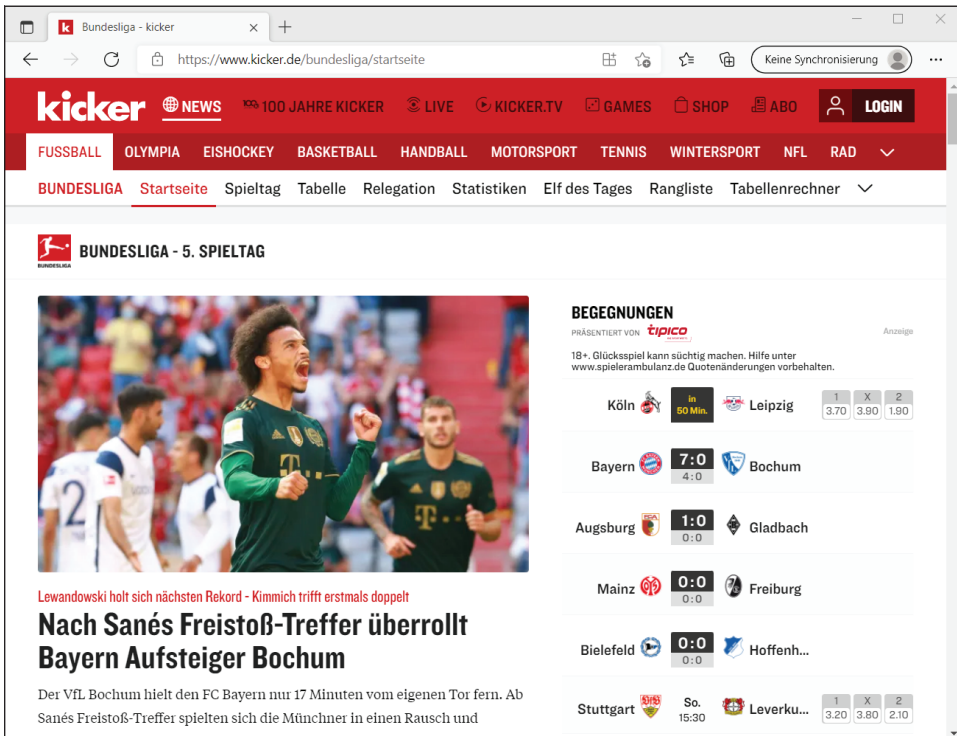 Bundesliga - kicker
https://www.kicker.de/bundesliga/startseite
Keine Synchronisierung
kicker NEWS 100 JAHRE KICKER LIVE KICKER.TV GAMES SHOP ABO LOGIN
FUSSBALL OLYMPIA EISHOCKEY BASKETBALL HANDBALL MOTORSPORT TENNIS WINTERSPORT NFL RAD
BUNDESLIGA Startseite Spieltag Tabelle Relegation Statistiken Elf des Tages Rangliste Tabellenrechner
BUNDESLIGA
BUNDESLIGA - 5. SPIELTAG
2
T
T
Lewandowski holt sich nächsten Rekord - Kimmich trifft erstmals doppelt
Nach Sanés Freistoß-Treffer überrollt
Bayern Aufsteiger Bochum
Der VfL Bochum hielt den FC Bayern nur 17 Minuten vom eigenen Tor fern. Ab
Sanés Freistoß-Treffer spielten sich die Münchner in einen Rausch und
BEGEGNUNGEN
PRÄSENTIERT VON tipico Anzeige
18+. Glücksspiel kann süchtig machen. Hilfe unter
www.spielerambulanz.de Quotenänderungen vorbehalten.
Köln in 50 Min. Leipzig 1 3.70 X 3.90 2 1.90
Bayern 7:0 4:0 Bochum
Augsburg 1:0 0:0 Gladbach
Mainz 0:0 0:0 Freiburg
Bielefeld 0:0 0:0 Hoffenh...
Stuttgart So. 15:30 Leverku... 1 3.20 X 3.80 2 2.10